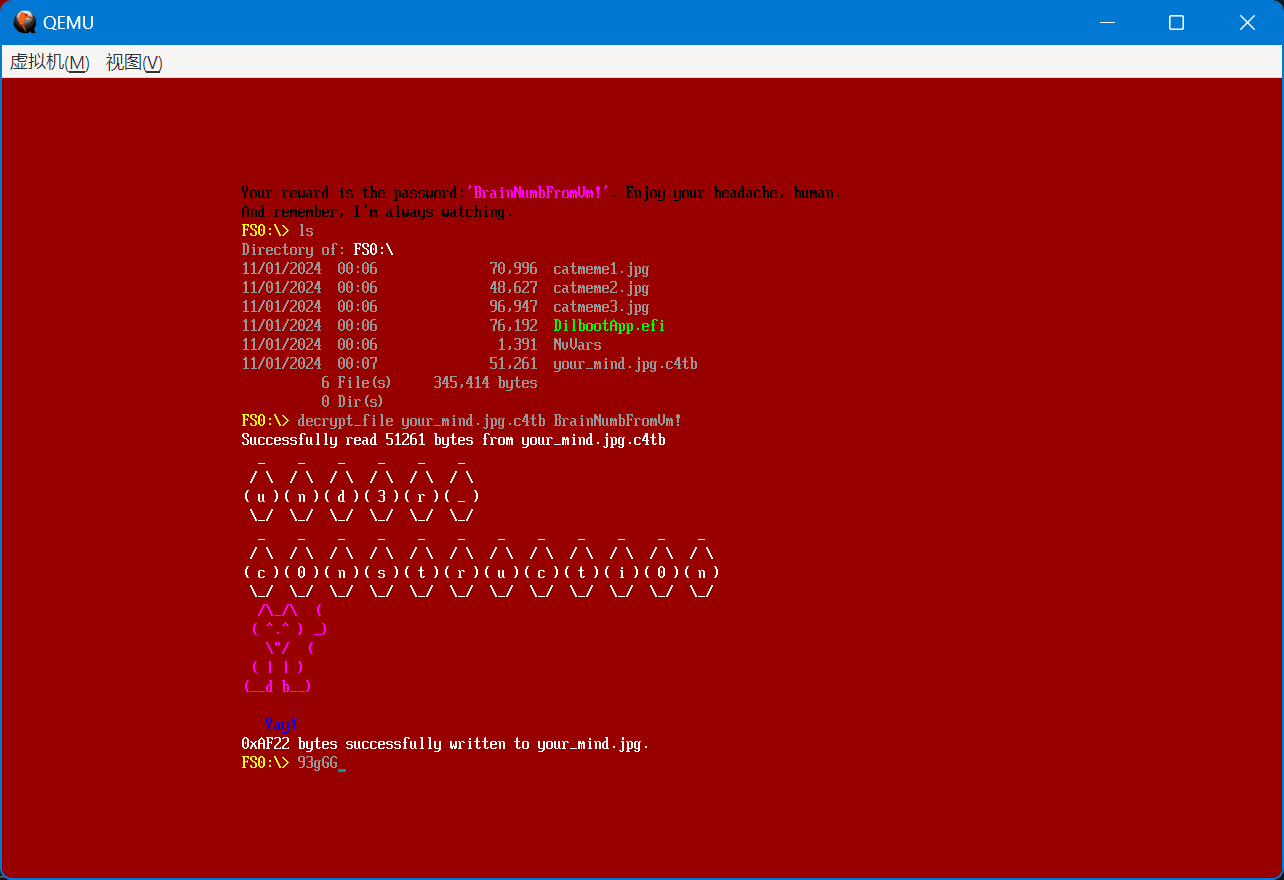 QEMU
虚拟机(M) 视图(V)
Your reward is the password:'BrainNumbFromVm!'. Enjoy your headache, human.
And remember, I'm always watching.
FS0:\> ls
Directory of: FS0:\
11/01/2024  00:06              70,996  catmeme1.jpg
11/01/2024  00:06              48,627  catmeme2.jpg
11/01/2024  00:06              96,947  catmeme3.jpg
11/01/2024  00:06              76,192  DilbootApp.efi
11/01/2024  00:06               1,391  NvVars
11/01/2024  00:07              51,261  your_mind.jpg.c4tb
          6 File(s)     345,414 bytes
          0 Dir(s)
FS0:\> decrypt_file your_mind.jpg.c4tb BrainNumbFromVm!
Successfully read 51261 bytes from your_mind.jpg.c4tb
  _    _    _    _    _    _
 / \  / \  / \  / \  / \  / \
( u )( n )( d )( 3 )( r )( _ )
 \_/  \_/  \_/  \_/  \_/  \_/
  _    _    _    _    _    _    _    _    _    _    _    _
 / \  / \  / \  / \  / \  / \  / \  / \  / \  / \  / \  / \
( c )( 0 )( n )( s )( t )( r )( u )( c )( t )( i )( 0 )( n )
 \_/  \_/  \_/  \_/  \_/  \_/  \_/  \_/  \_/  \_/  \_/  \_/
  /\_/\  (
 ( ^.^ ) _)
   \"/  (
 ( | | )
(__d b__)
   Yay!
0xAF22 bytes successfully written to your_mind.jpg.
FS0:\> 93gGG_